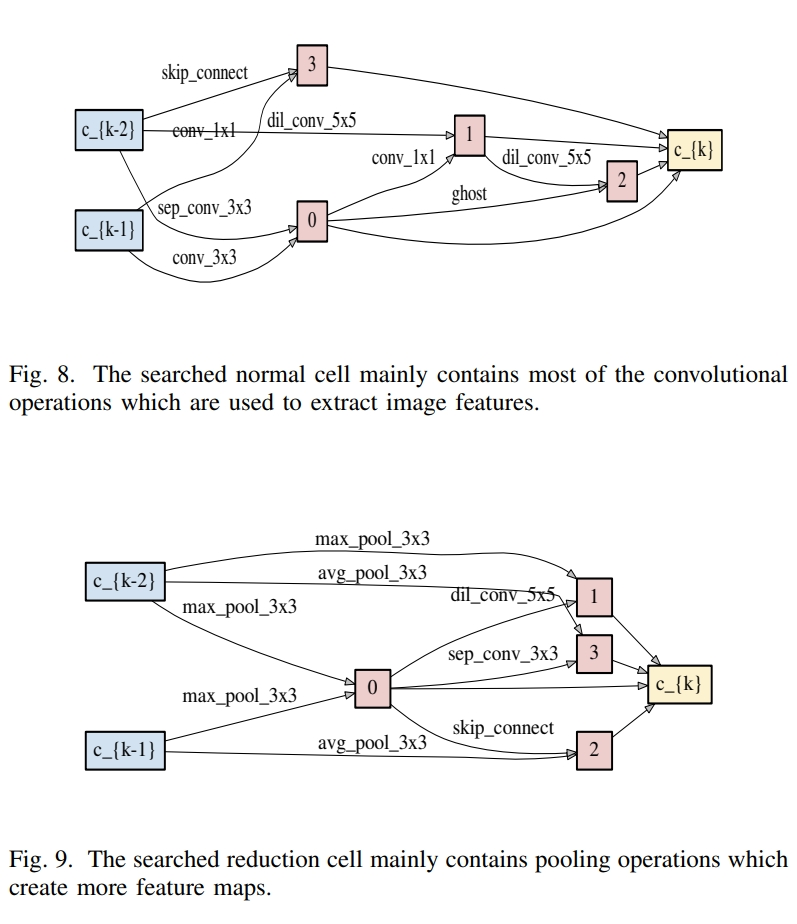 skip_connect
3
c_{k-2}
conv_1x1
dil_conv_5x5
1
c_{k}
conv_1x1
dil_conv_5x5
2
ghost
sep_conv_3x3
0
c_{k-1}
conv_3x3
Fig. 8. The searched normal cell mainly contains most of the convolutional
operations which are used to extract image features.
max_pool_3x3
c_{k-2}
avg_pool_3x3
dil_conv_5x5
1
max_pool_3x3
sep_conv_3x3
3
0
c_{k}
max_pool_3x3
skip_connect
c_{k-1}
avg_pool_3x3
2
Fig. 9. The searched reduction cell mainly contains pooling operations which
create more feature maps.